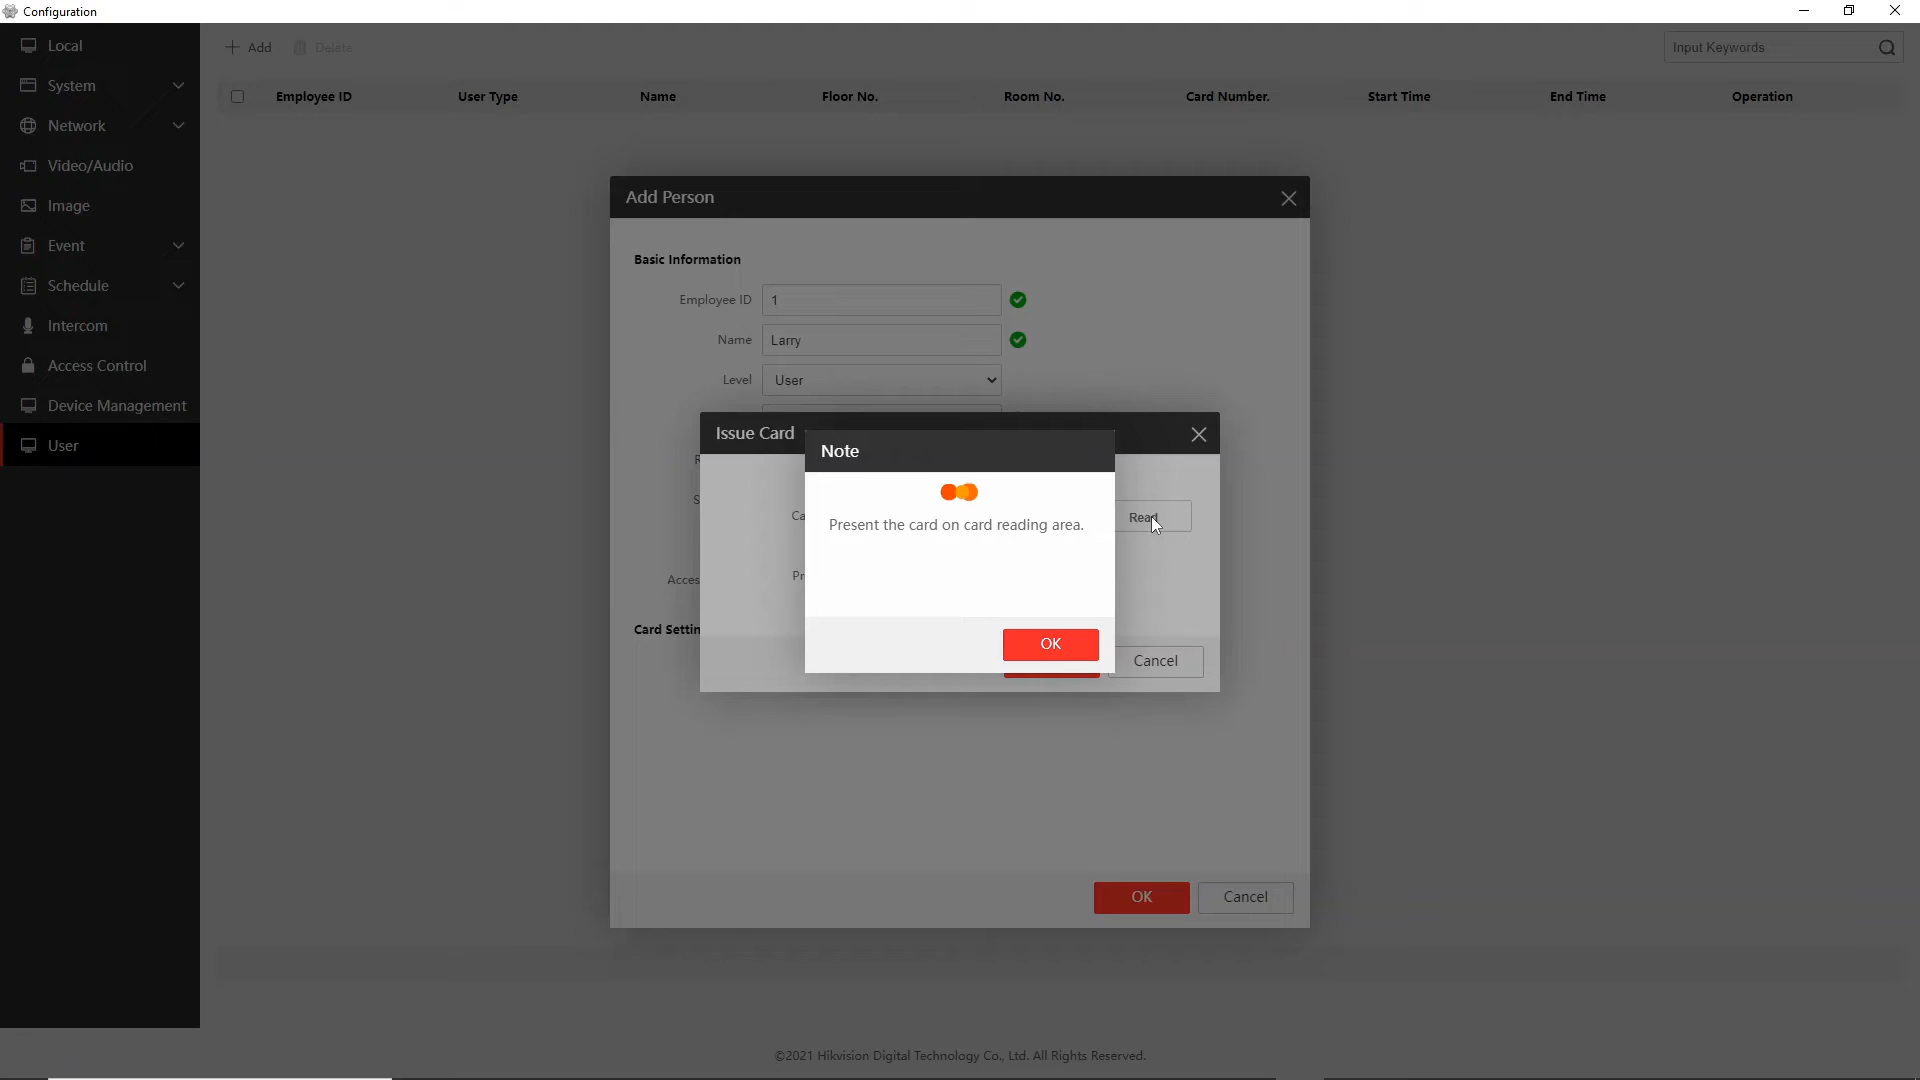 Configuration
Local
System
Network
Video/Audio
Image
Event
Schedule
Intercom
Access Control
Device Management
User
Add Delete
Input Keywords
Employee ID User Type Name Floor No. Room No. Card Number. Start Time End Time Operation
Add Person
Basic Information
Employee ID 1
Name Larry
Level User
R
Issue Card
Note
S
Ca
Present the card on card reading area.
Read
Acces
Pr
Card Settin
OK
Cancel
OK Cancel
©2021 Hikvision Digital Technology Co., Ltd. All Rights Reserved.